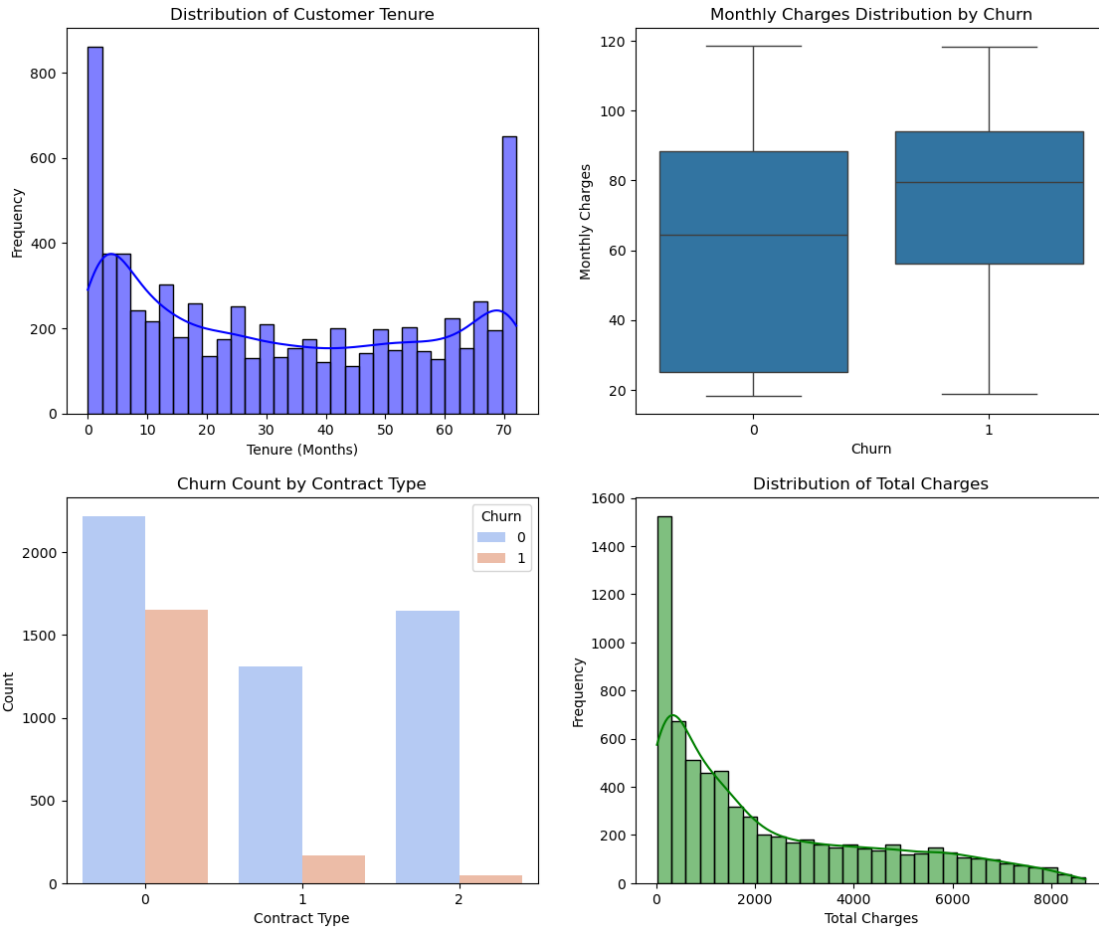 Distribution of Customer Tenure
800
600
400
200
0
Frequency
0 10 20 30 40 50 60 70
Tenure (Months)
Monthly Charges Distribution by Churn
120
100
80
60
40
20
Monthly Charges
0 1
Churn
Churn Count by Contract Type
2000
1500
1000
500
0
Count
Churn
0
1
0 1 2
Contract Type
Distribution of Total Charges
1600
1400
1200
1000
800
600
400
200
0
Frequency
0 2000 4000 6000 8000
Total Charges